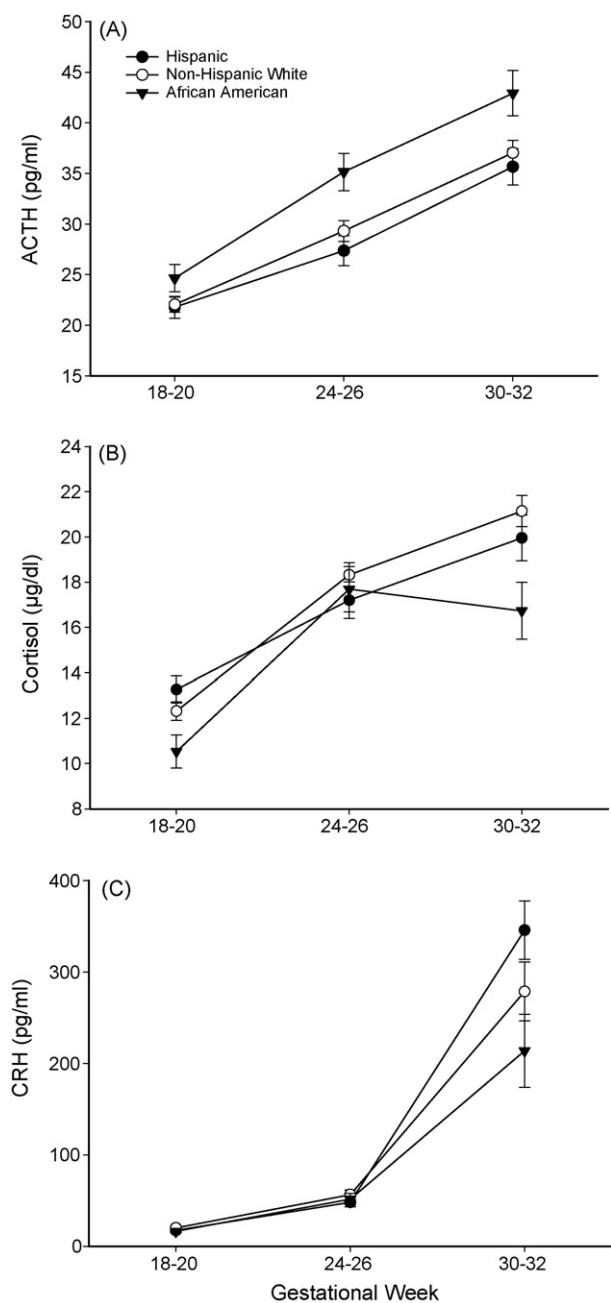 (A)
Hispanic
Non-Hispanic White
African American
50
45
40
35
30
25
20
15
ACTH (pg/ml)
18-20 24-26 30-32
(B)
24
22
20
18
16
14
12
10
8
Cortisol (µg/dl)
18-20 24-26 30-32
(C)
400
300
200
100
0
CRH (pg/ml)
18-20 24-26 30-32
Gestational Week